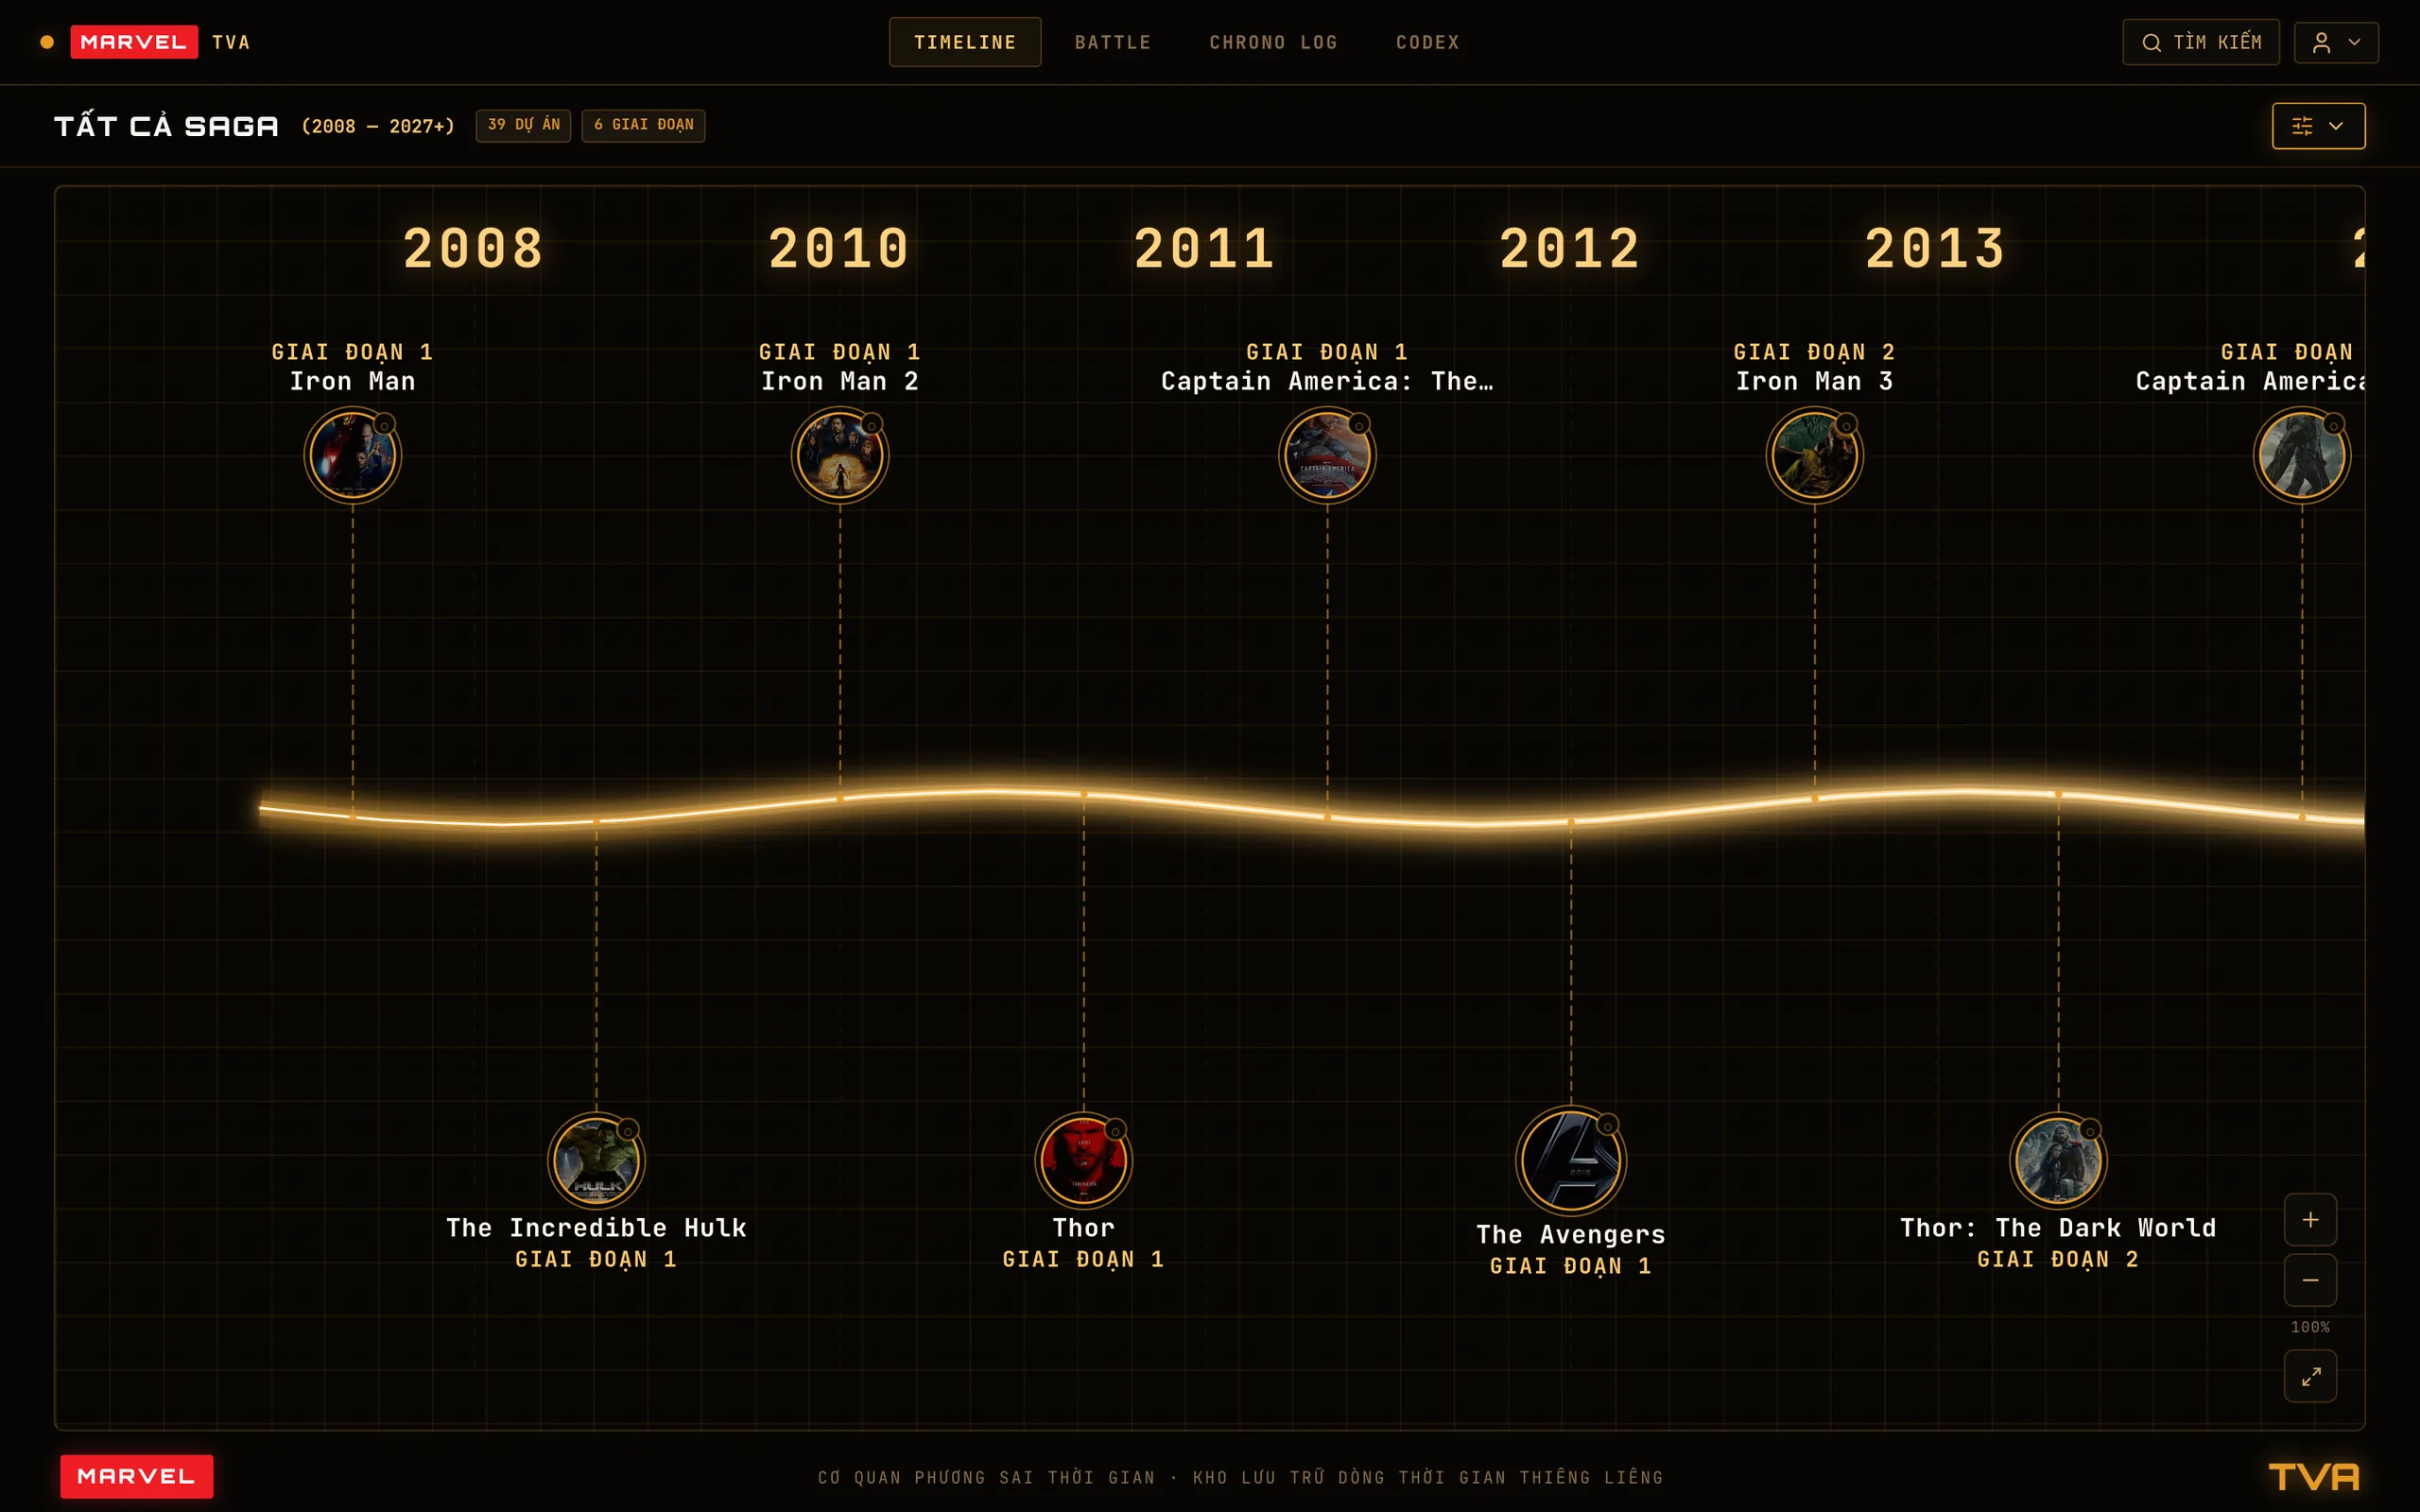 MARVEL TVA
TIMELINE BATTLE CHRONO LOG CODEX
TÌM KIẾM
TẤT CẢ SAGA (2008 — 2027+) 39 DỰ ÁN 6 GIAI ĐOẠN
2008 2010 2011 2012 2013
GIAI ĐOẠN 1
Iron Man
GIAI ĐOẠN 1
Iron Man 2
GIAI ĐOẠN 1
Captain America: The…
GIAI ĐOẠN 2
Iron Man 3
GIAI ĐOẠN
Captain America
HULK
The Incredible Hulk
GIAI ĐOẠN 1
THUNDER
Thor
GIAI ĐOẠN 1
The Avengers
GIAI ĐOẠN 1
Thor: The Dark World
GIAI ĐOẠN 2
+
−
100%
MARVEL
CƠ QUAN PHƯƠNG SAI THỜI GIAN · KHO LƯU TRỮ DÒNG THỜI GIAN THIÊNG LIÊNG
TVA